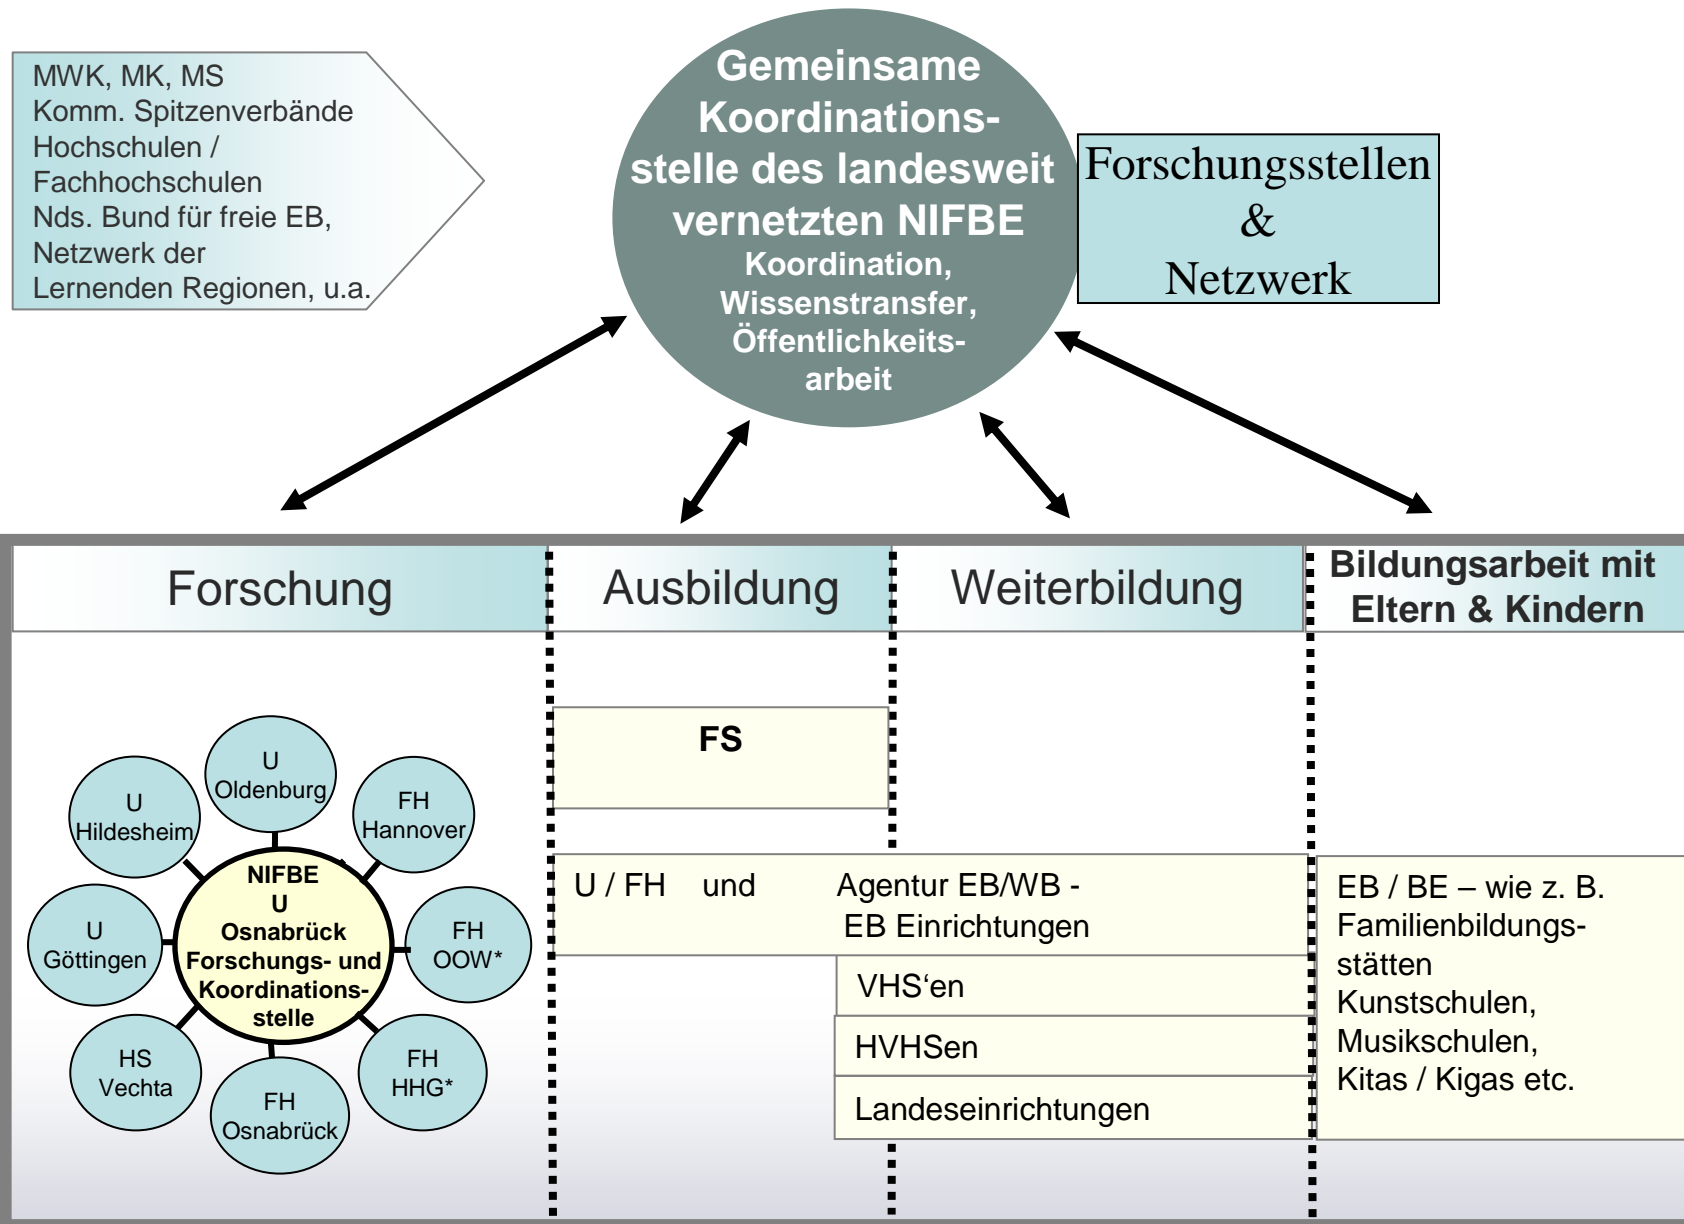 MWK, MK, MS
Komm. Spitzenverbände
Hochschulen /
Fachhochschulen
Nds. Bund für freie EB,
Netzwerk der
Lernenden Regionen, u.a.
Gemeinsame
Koordinations-
stelle des landesweit
vernetzten NIFBE
Koordination,
Wissenstransfer,
Öffentlichkeits-
arbeit
Forschungsstellen
&
Netzwerk
Forschung
Ausbildung
Weiterbildung
Bildungsarbeit mit
Eltern & Kindern
U
Oldenburg
U
Hildesheim
FH
Hannover
U
Göttingen
NIFBE
U
Osnabrück
Forschungs- und
Koordinations-
stelle
FH
OOW*
HS
Vechta
FH
Osnabrück
FH
HHG*
FS
U / FH und Agentur EB/WB -
EB Einrichtungen
VHS‘en
HVHSen
Landeseinrichtungen
EB / BE – wie z. B.
Familienbildungs-
stätten
Kunstschulen,
Musikschulen,
Kitas / Kigas etc.